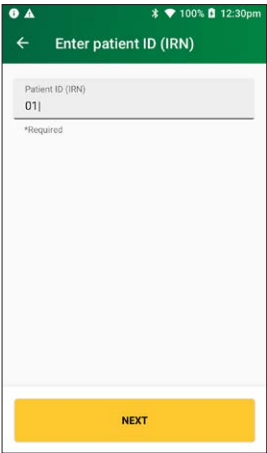 100% 12:30pm
Enter patient ID (IRN)
Patient ID (IRN)
01
*Required
NEXT